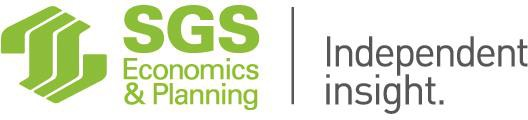 SGS
Economics
& Planning
Independent
insight.